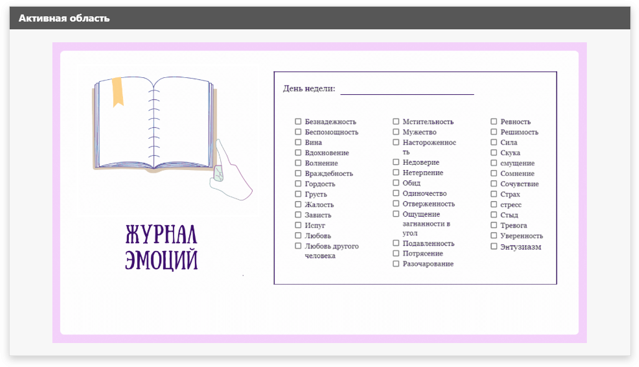 Активная область
ЖУРНАЛ
ЭМОЦИЙ
День недели:
Безнадежность
Беспомощность
Вина
Вдохновение
Волнение
Враждебность
Гордость
Грусть
Жалость
Зависть
Испуг
Любовь
Любовь другого
человека
Мстительность
Мужество
Настороженнос
ть
Недоверие
Нетерпение
Обид
Одиночество
Отверженность
Ощущение
загнанности в
угол
Подавленность
Потрясение
Разочарование
Ревность
Решимость
Сила
Скука
смущение
Сомнение
Сочувствие
Страх
стресс
Стыд
Тревога
Уверенность
Энтузиазм